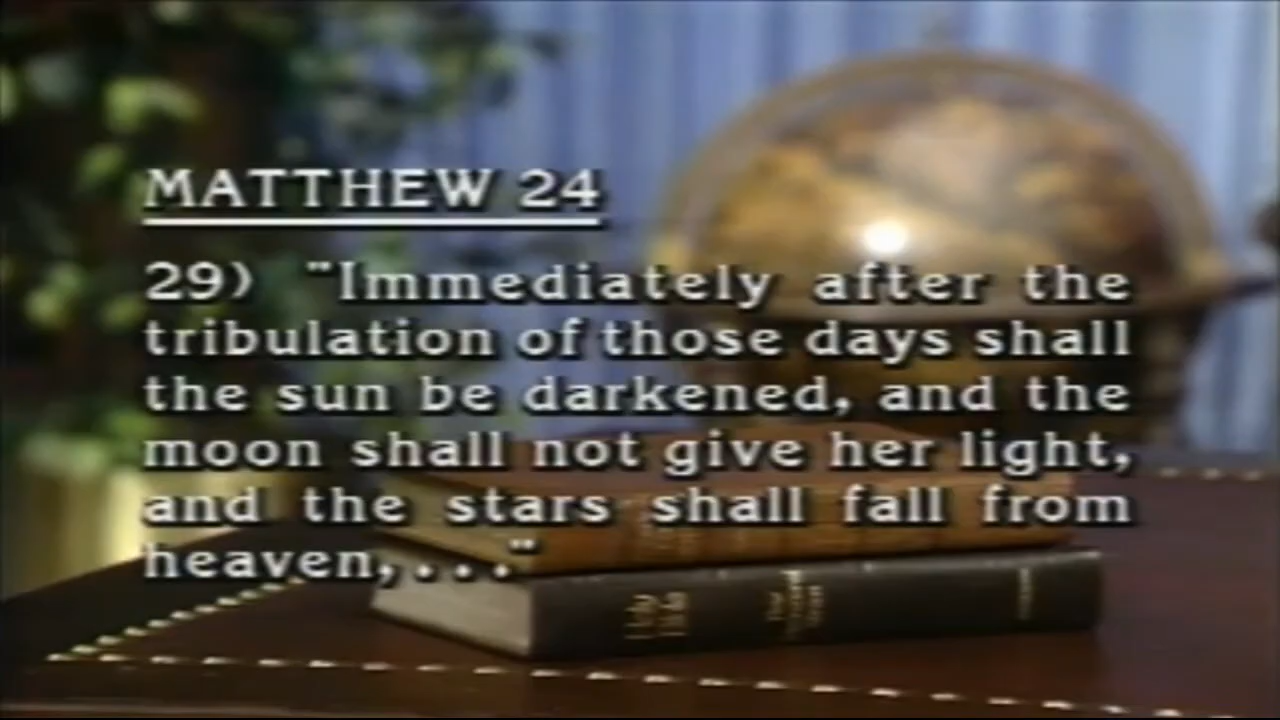 MATTHEW 24
29) "Immediately after the
tribulation of those days shall
the sun be darkened, and the
moon shall not give her light,
and the stars shall fall from
heaven,..."